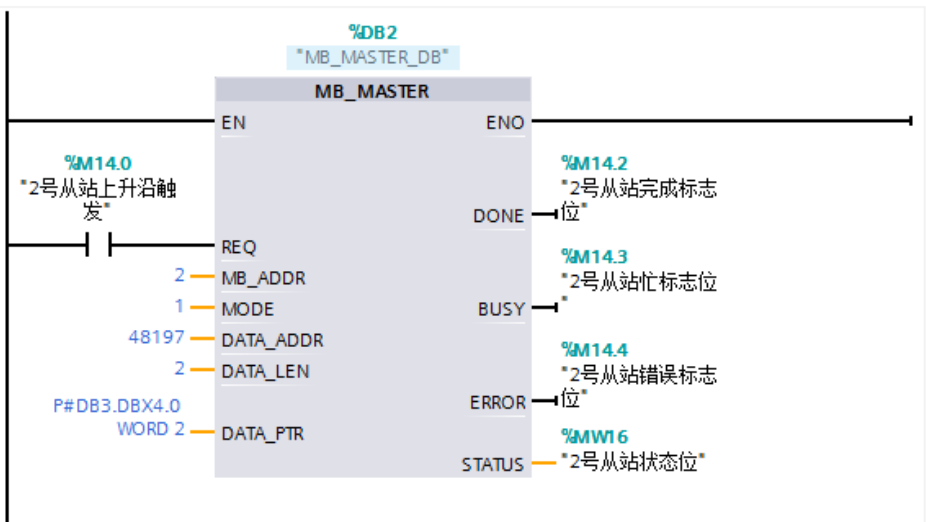 %DB2
"MB_MASTER_DB"
MB_MASTER
EN
ENO
%M14.0
"2号从站上升沿触
发"
REQ
%M14.2
"2号从站完成标志
位"
DONE
2
MB_ADDR
%M14.3
"2号从站忙标志位
"
1
MODE
BUSY
48197
DATA_ADDR
2
DATA_LEN
%M14.4
"2号从站错误标志
位"
ERROR
P#DB3.DBX4.0
WORD 2
DATA_PTR
%MW16
"2号从站状态位"
STATUS